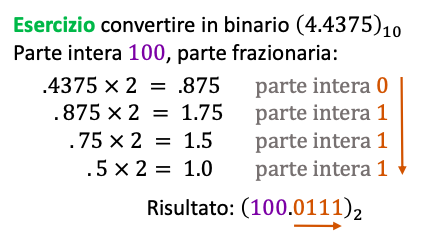 Esercizio convertire in binario (4.4375)₁₀
Parte intera 100, parte frazionaria:
.4375 × 2 = .875 parte intera 0
.875 × 2 = 1.75 parte intera 1
.75 × 2 = 1.5 parte intera 1
.5 × 2 = 1.0 parte intera 1
Risultato: (100.0111)₂